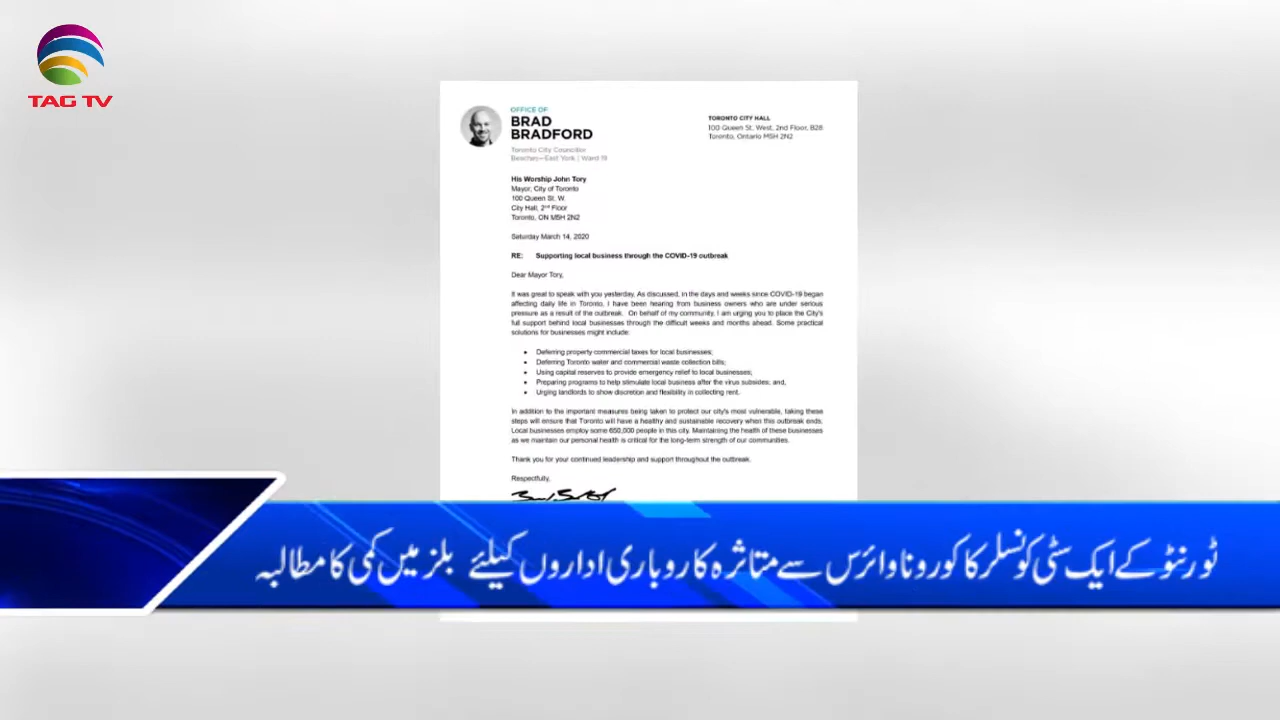 TAG TV
OFFICE OF
BRAD
BRADFORD
Toronto City Councillor
Beaches—East York | Ward 19
TORONTO CITY HALL
100 Queen St. West, 2nd Floor, B28
Toronto, Ontario M5H 2N2
His Worship John Tory
Mayor, City of Toronto
100 Queen St. W.
City Hall, 2nd Floor
Toronto, ON M5H 2N2
Saturday March 14, 2020
RE: Supporting local business through the COVID-19 outbreak
Dear Mayor Tory,
It was great to speak with you yesterday. As discussed, in the days and weeks since COVID-19 began
affecting daily life in Toronto, I have been hearing from business owners who are under serious
pressure as a result of the outbreak. On behalf of my community, I am urging you to place the City's
full support behind local businesses through the difficult weeks and months ahead. Some practical
solutions for businesses might include:
• Deferring property commercial taxes for local businesses;
• Deferring Toronto water and commercial waste collection bills;
• Using capital reserves to provide emergency relief to local businesses;
• Preparing programs to help stimulate local business after the virus subsides; and,
• Urging landlords to show discretion and flexibility in collecting rent.
In addition to the important measures being taken to protect our city's most vulnerable, taking these
steps will ensure that Toronto will have a healthy and sustainable recovery when this outbreak ends.
Local businesses employ some 650,000 people in this city. Maintaining the health of these businesses
as we maintain our personal health is critical for the long-term strength of our communities.
Thank you for your continued leadership and support throughout the outbreak.
Respectfully,
ٹورنٹو کے ایک سٹی کونسلر کا کورونا وائرس سے متاثرہ کاروباری اداروں کیلئے بلز میں کمی کا مطالبہ